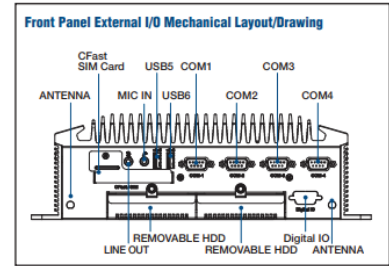 Front Panel External I/O Mechanical Layout/Drawing
CFast
SIM Card
USB5
COM1
COM3
ANTENNA
MIC IN
USB6
COM2
COM4
LINE OUT
REMOVABLE HDD
REMOVABLE HDD
Digital IO
ANTENNA